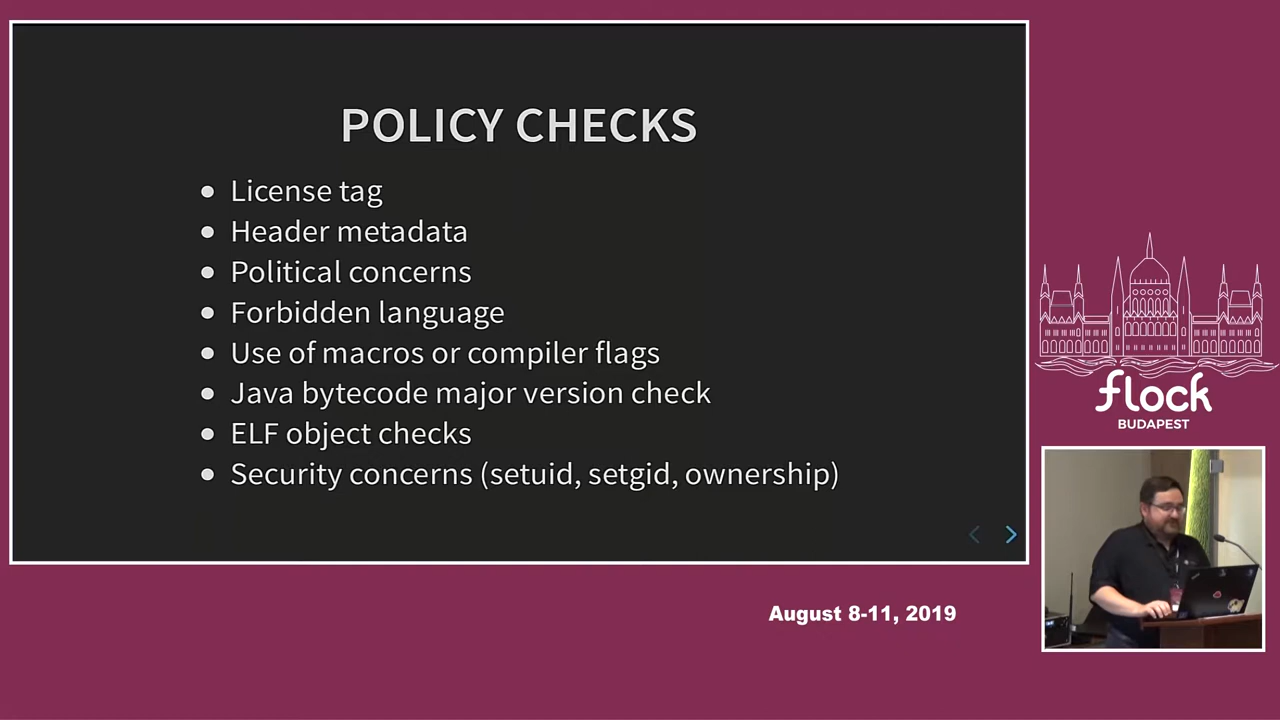 POLICY CHECKS
License tag
Header metadata
Political concerns
Forbidden language
Use of macros or compiler flags
Java bytecode major version check
ELF object checks
Security concerns (setuid, setgid, ownership)
flock
BUDAPEST
August 8-11, 2019